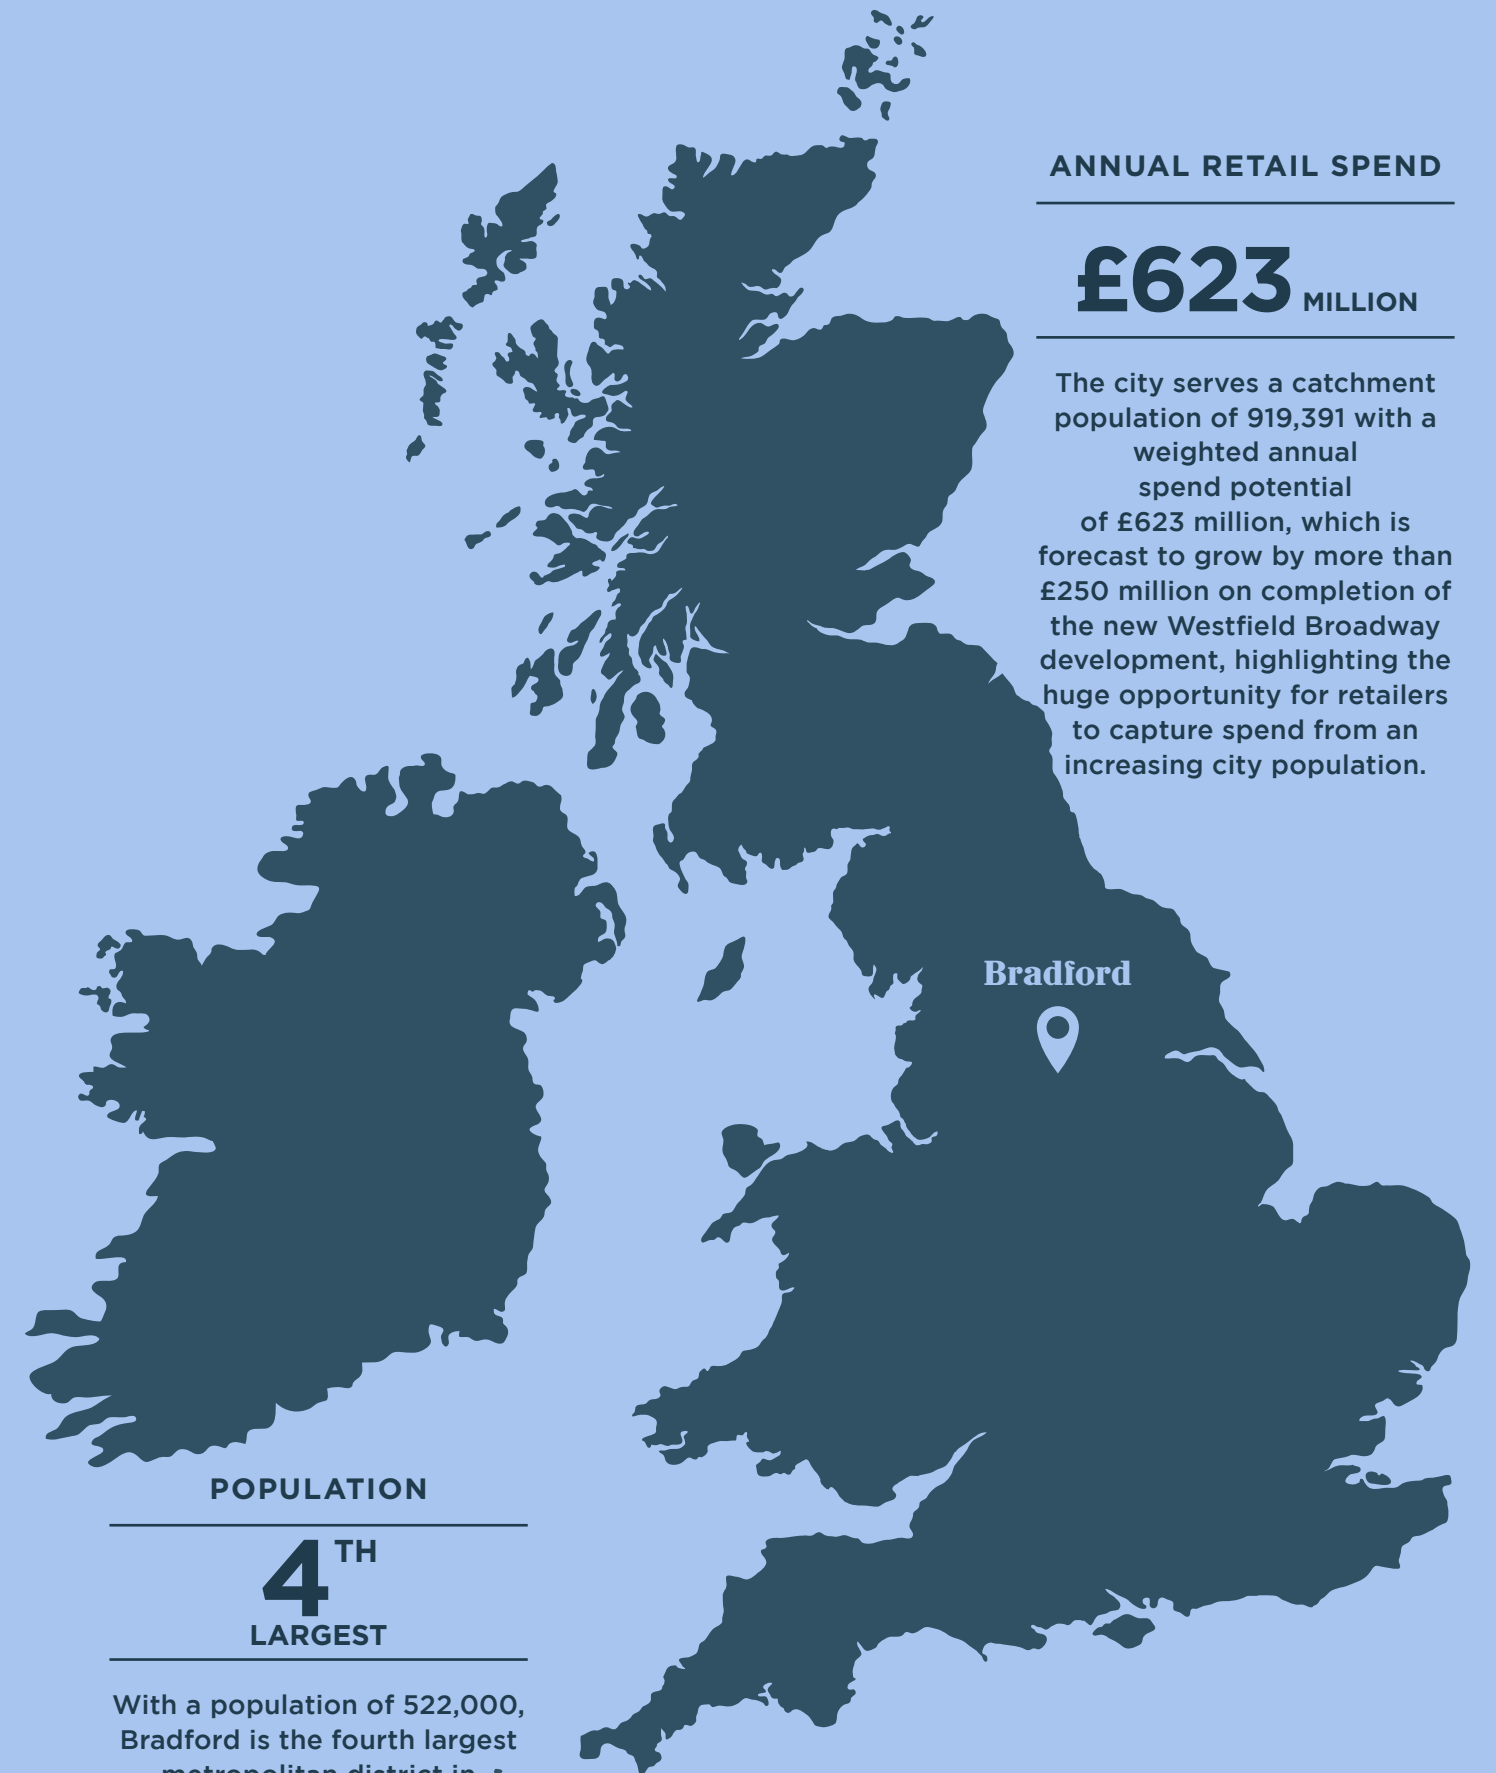 ANNUAL RETAIL SPEND
£623 MILLION
The city serves a catchment
population of 919,391 with a
weighted annual
spend potential
of £623 million, which is
forecast to grow by more than
£250 million on completion of
the new Westfield Broadway
development, highlighting the
huge opportunity for retailers
to capture spend from an
increasing city population.
Bradford
POPULATION
4TH
LARGEST
With a population of 522,000,
Bradford is the fourth largest
metropolitan district in